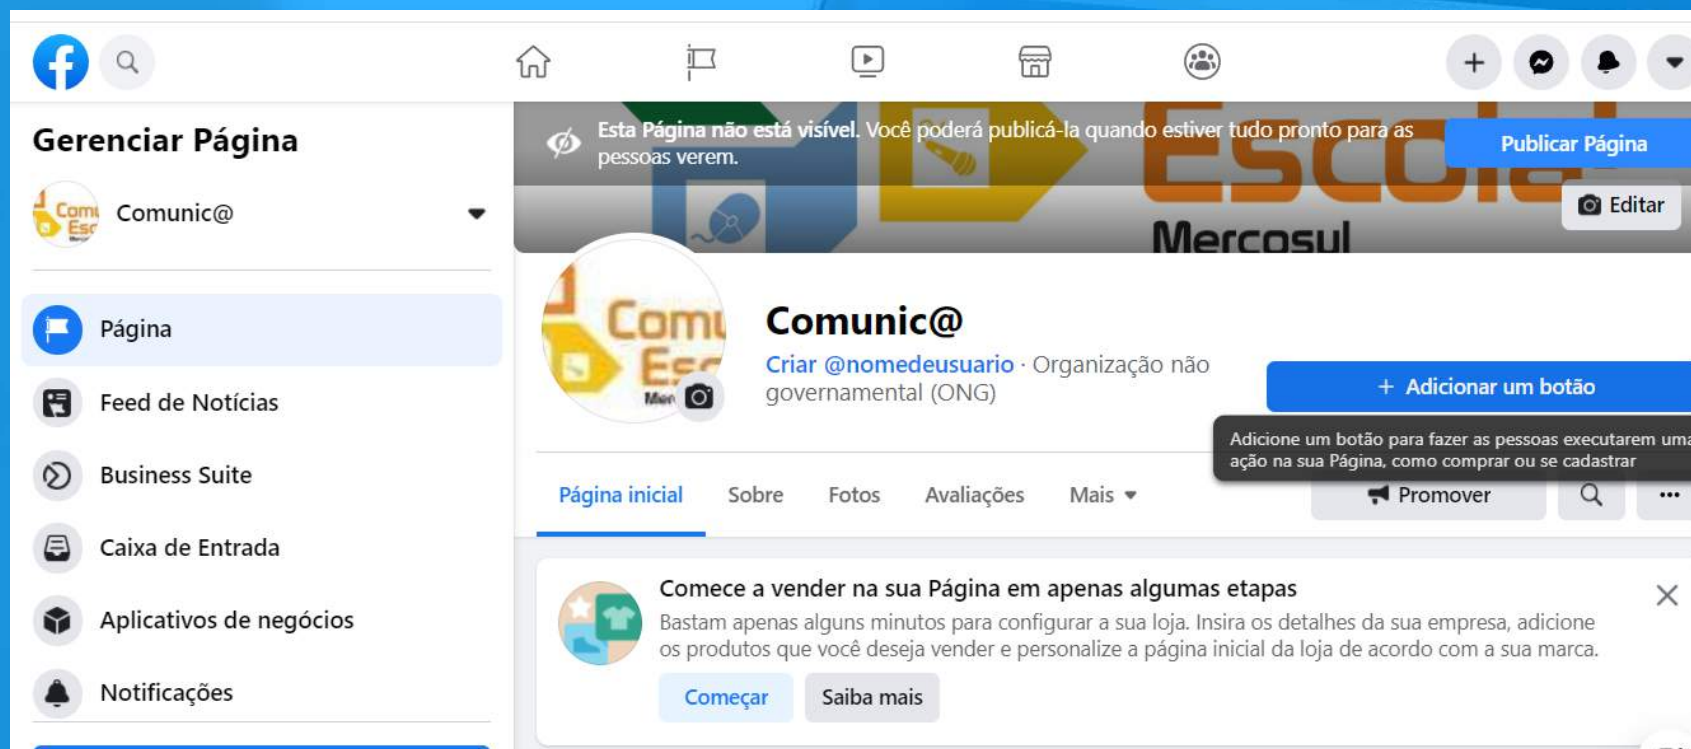 Gerenciar Página
Comunic@
Página
Feed de Notícias
Business Suite
Caixa de Entrada
Aplicativos de negócios
Notificações
Esta Página não está visível. Você poderá publicá-la quando estiver tudo pronto para as
pessoas verem.
Publicar Página
Escola
Mercosul
Editar
Comunic@
Criar @nomedeusuario · Organização não
governamental (ONG)
+ Adicionar um botão
Adicione um botão para fazer as pessoas executarem uma
ação na sua Página, como comprar ou se cadastrar
Página inicial
Sobre
Fotos
Avaliações
Mais
Promover
Comece a vender na sua Página em apenas algumas etapas
Bastam apenas alguns minutos para configurar a sua loja. Insira os detalhes da sua empresa, adicione
os produtos que você deseja vender e personalize a página inicial da loja de acordo com a sua marca.
Começar
Saiba mais